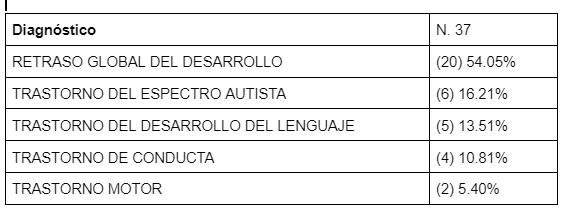 Diagnóstico N. 37
RETRASO GLOBAL DEL DESARROLLO (20) 54.05%
TRASTORNO DEL ESPECTRO AUTISTA (6) 16.21%
TRASTORNO DEL DESARROLLO DEL LENGUAJE (5) 13.51%
TRASTORNO DE CONDUCTA (4) 10.81%
TRASTORNO MOTOR (2) 5.40%